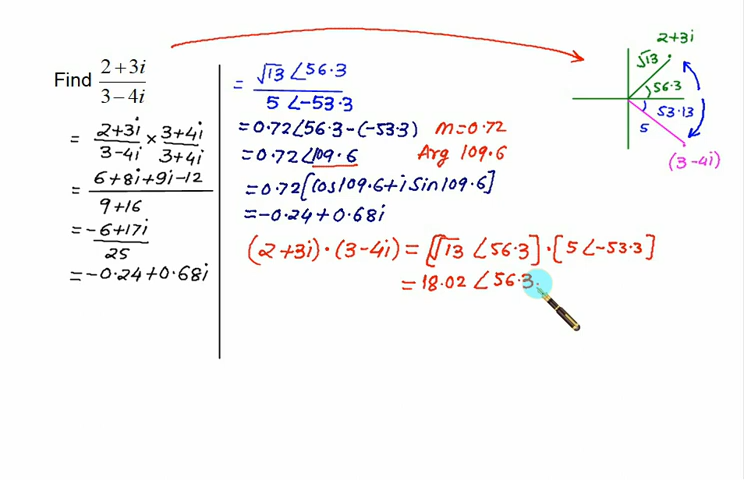 Find (2+3i)/(3−4i)
= (2+3i)/(3−4i) × (3+4i)/(3+4i)
= (6+8i+9i−12)/(9+16)
= (−6+17i)/25
= −0.24+0.68i
= (√13 ∠56.3)/(5 ∠−53.3)
= 0.72∠56.3−(−53.3) m=0.72
= 0.72∠109.6 Arg 109.6
= 0.72[cos109.6+i Sin109.6]
= −0.24+0.68i
(2+3i)·(3−4i) = [√13 ∠56.3]·[5∠−53.3]
= 18.02 ∠56.3
2+3i
√13
56.3
53.13
5
(3−4i)